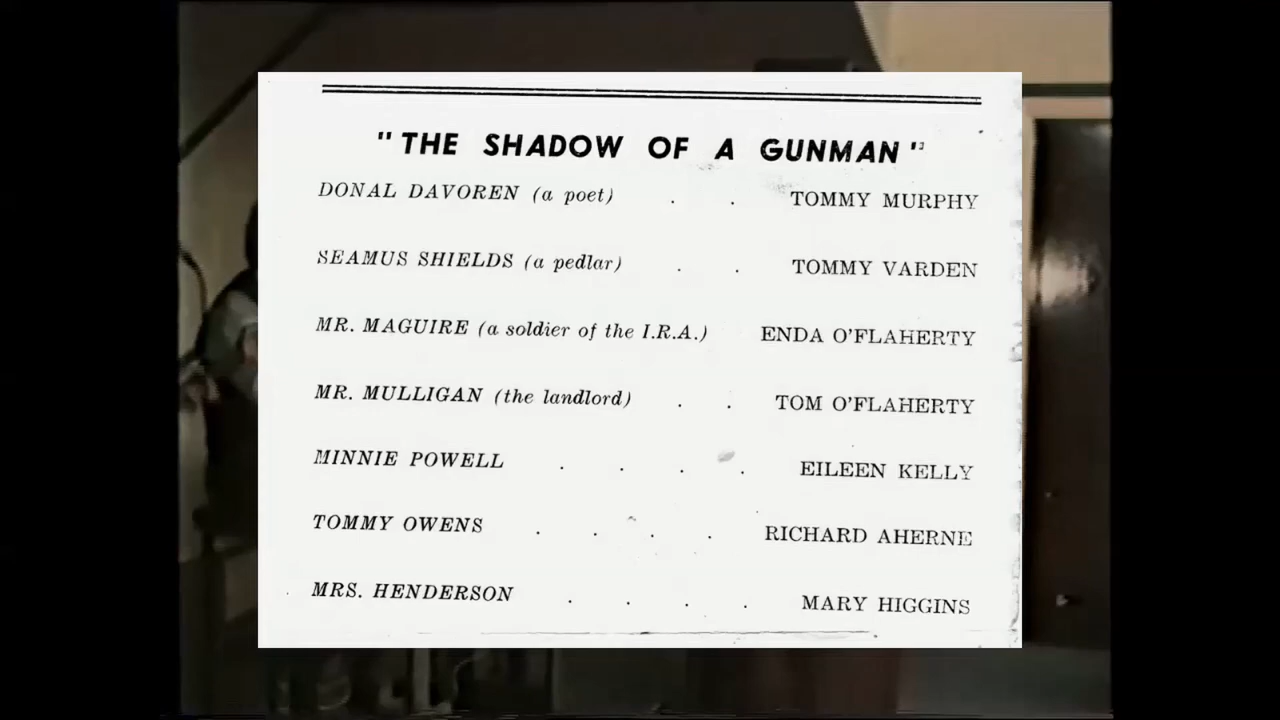 "THE SHADOW OF A GUNMAN"
DONAL DAVOREN (a poet) . . TOMMY MURPHY
SEAMUS SHIELDS (a pedlar) . . TOMMY VARDEN
MR. MAGUIRE (a soldier of the I.R.A.) ENDA O'FLAHERTY
MR. MULLIGAN (the landlord) . . TOM O'FLAHERTY
MINNIE POWELL . . . . EILEEN KELLY
TOMMY OWENS . . . . RICHARD AHERNE
MRS. HENDERSON . . . . MARY HIGGINS